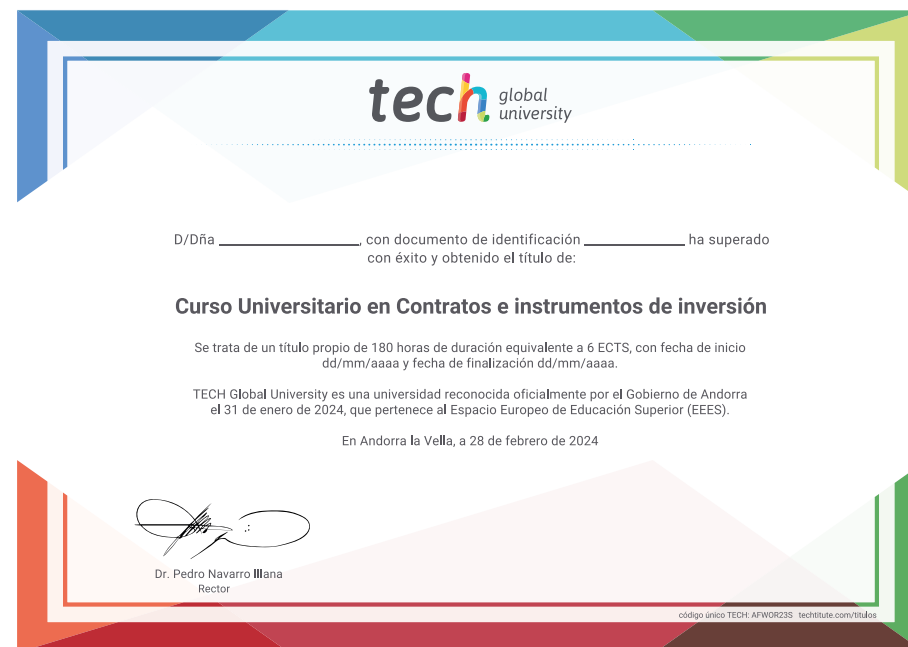 tech global university
D/Dña ____________________, con documento de identificación ______________ ha superado
con éxito y obtenido el título de:
Curso Universitario en Contratos e instrumentos de inversión
Se trata de un título propio de 180 horas de duración equivalente a 6 ECTS, con fecha de inicio
dd/mm/aaaa y fecha de finalización dd/mm/aaaa.
TECH Global University es una universidad reconocida oficialmente por el Gobierno de Andorra
el 31 de enero de 2024, que pertenece al Espacio Europeo de Educación Superior (EEES).
En Andorra la Vella, a 28 de febrero de 2024
Dr. Pedro Navarro Illana
Rector
código único TECH: AFWOR23S techtitute.com/titulos